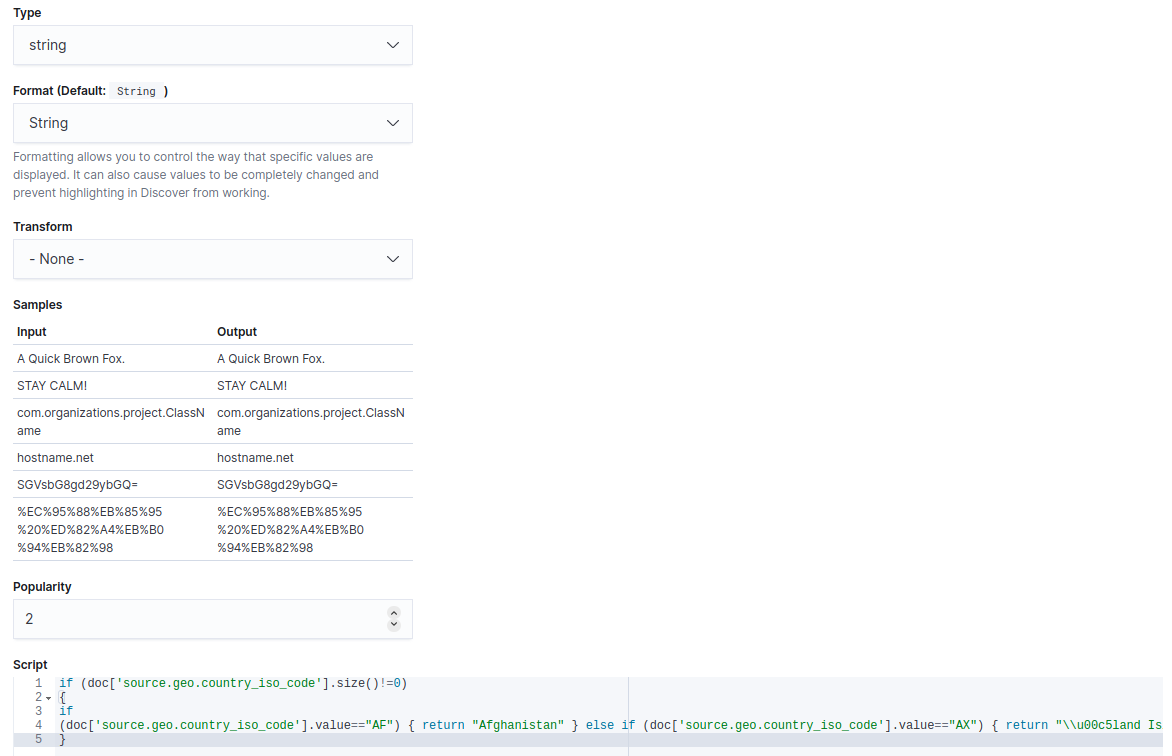 Type
string
Format (Default: String )
String
Formatting allows you to control the way that specific values are
displayed. It can also cause values to be completely changed and
prevent highlighting in Discover from working.
Transform
- None -
Samples
Input Output
A Quick Brown Fox. A Quick Brown Fox.
STAY CALM! STAY CALM!
com.organizations.project.ClassN com.organizations.project.ClassN
ame ame
hostname.net hostname.net
SGVsbG8gd29ybGQ= SGVsbG8gd29ybGQ=
%EC%95%88%EB%85%95 %EC%95%88%EB%85%95
%20%ED%82%A4%EB%B0 %20%ED%82%A4%EB%B0
%94%EB%82%98 %94%EB%82%98
Popularity
2
Script
1 if (doc['source.geo.country_iso_code'].size()!=0)
2 {
3 if
4 (doc['source.geo.country_iso_code'].value=="AF") { return "Afghanistan" } else if (doc['source.geo.country_iso_code'].value=="AX") { return "\\u00c5land Is
5 }